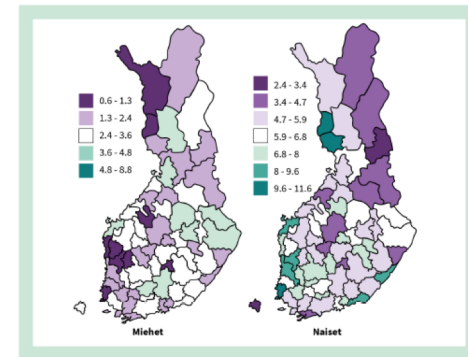 0.6 - 1.3
1.3 - 2.4
2.4 - 3.6
3.6 - 4.8
4.8 - 8.8
Miehet
2.4 - 3.4
3.4 - 4.7
4.7 - 5.9
5.9 - 6.8
6.8 - 8
8 - 9.6
9.6 - 11.6
Naiset